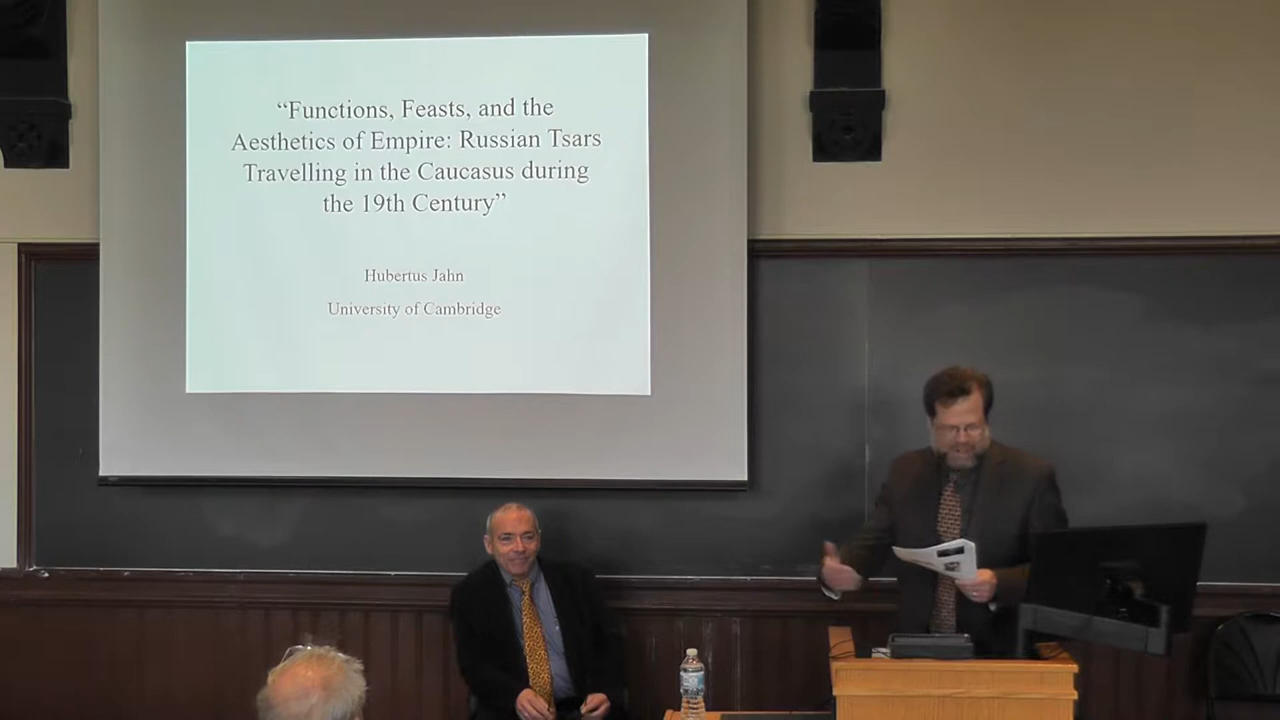 “Functions, Feasts, and the
Aesthetics of Empire: Russian Tsars
Travelling in the Caucasus during
the 19th Century”
Hubertus Jahn
University of Cambridge